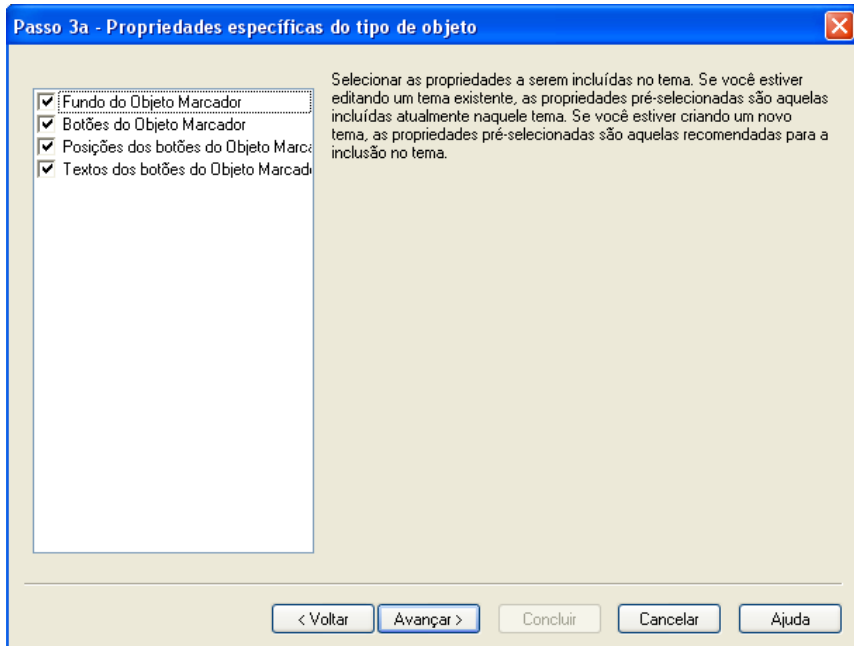 Passo 3a - Propriedades específicas do tipo de objeto
Fundo do Objeto Marcador
Botões do Objeto Marcador
Posições dos botões do Objeto Marca
Textos dos botões do Objeto Marcad
Selecionar as propriedades a serem incluídas no tema. Se você estiver
editando um tema existente, as propriedades pré-selecionadas são aquelas
incluídas atualmente naquele tema. Se você estiver criando um novo
tema, as propriedades pré-selecionadas são aquelas recomendadas para a
inclusão no tema.
< Voltar
Avançar >
Concluir
Cancelar
Ajuda